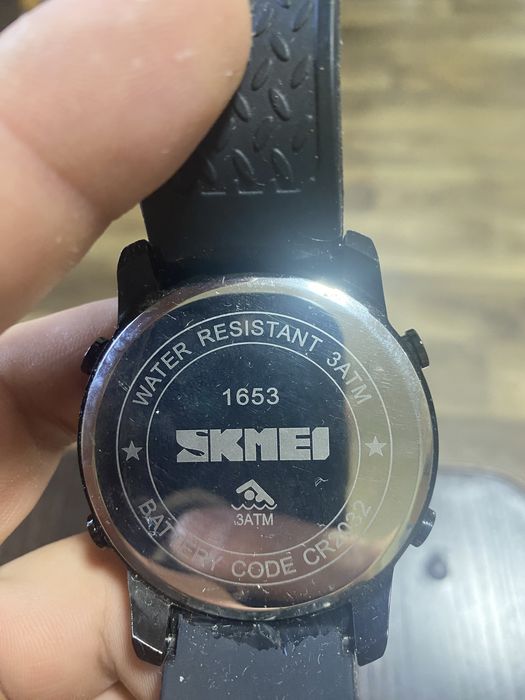 WATER RESISTANT 3ATM
1653
SKMEI
3ATM
BATTERY CODE CR2032